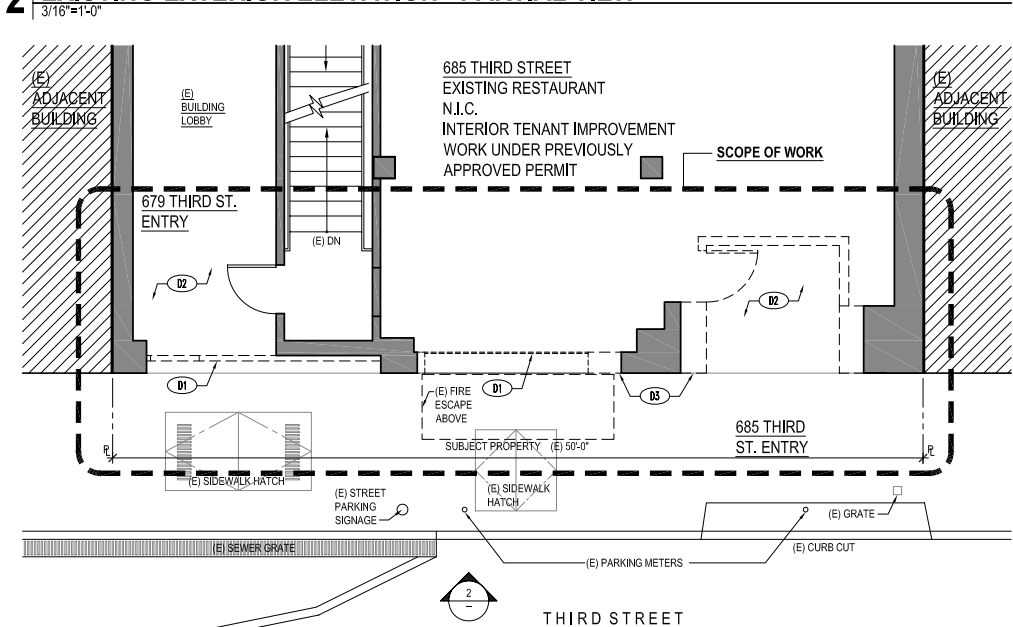 2
3/16"=1'-0"
(E)
ADJACENT
BUILDING
(E)
BUILDING
LOBBY
685 THIRD STREET
EXISTING RESTAURANT
N.I.C.
INTERIOR TENANT IMPROVEMENT
WORK UNDER PREVIOUSLY
APPROVED PERMIT
(E)
ADJACENT
BUILDING
SCOPE OF WORK
679 THIRD ST.
ENTRY
(E) DN
D2
D2
D1
D1
D3
(E) FIRE
ESCAPE
ABOVE
685 THIRD
ST. ENTRY
SUBJECT PROPERTY (E) 50'-0"
PL
PL
(E) SIDEWALK HATCH
(E) SIDEWALK
HATCH
(E) STREET
PARKING
SIGNAGE
(E) GRATE
(E) SEWER GRATE
(E) CURB CUT
(E) PARKING METERS
2
–
THIRD STREET